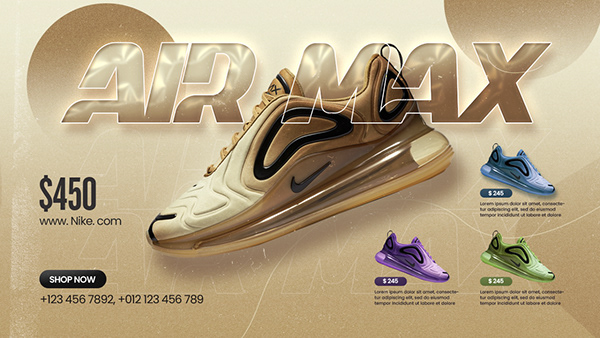 AIR MAX
$450
www. Nike. com
SHOP NOW
+123 456 7892, +012 123 456 789
$ 245
Lorem ipsum dolor sit amet, consecte-
tur adipiscing elit, sed do eiusmod
tempor incididunt ut labore et dolore
$ 245
Lorem ipsum dolor sit amet, consecte-
tur adipiscing elit, sed do eiusmod
tempor incididunt ut labore et dolore
$ 245
Lorem ipsum dolor sit amet, consecte-
tur adipiscing elit, sed do eiusmod
tempor incididunt ut labore et dolore